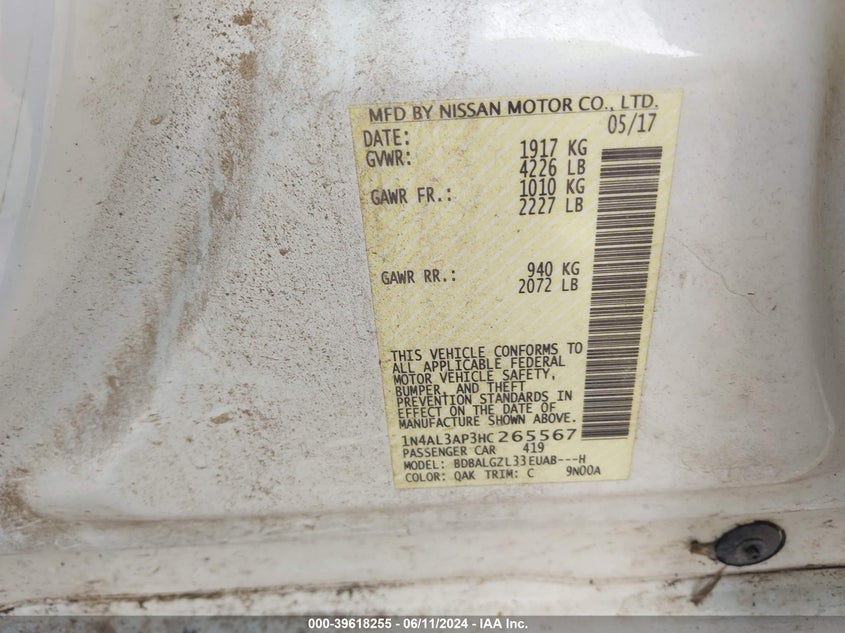 MFD BY NISSAN MOTOR CO., LTD.
DATE: 05/17
GVWR: 1917 KG
4226 LB
GAWR FR.: 1010 KG
2227 LB
GAWR RR.: 940 KG
2072 LB
THIS VEHICLE CONFORMS TO
ALL APPLICABLE FEDERAL
MOTOR VEHICLE SAFETY,
BUMPER, AND THEFT
PREVENTION STANDARDS IN
EFFECT ON THE DATE OF
MANUFACTURE SHOWN ABOVE.
1N4AL3AP3HC265567
PASSENGER CAR 419
MODEL: BDBALGZL33EUAB---H
COLOR: QAK TRIM: C 9N00A
000-39618255 - 06/11/2024 - IAA Inc.